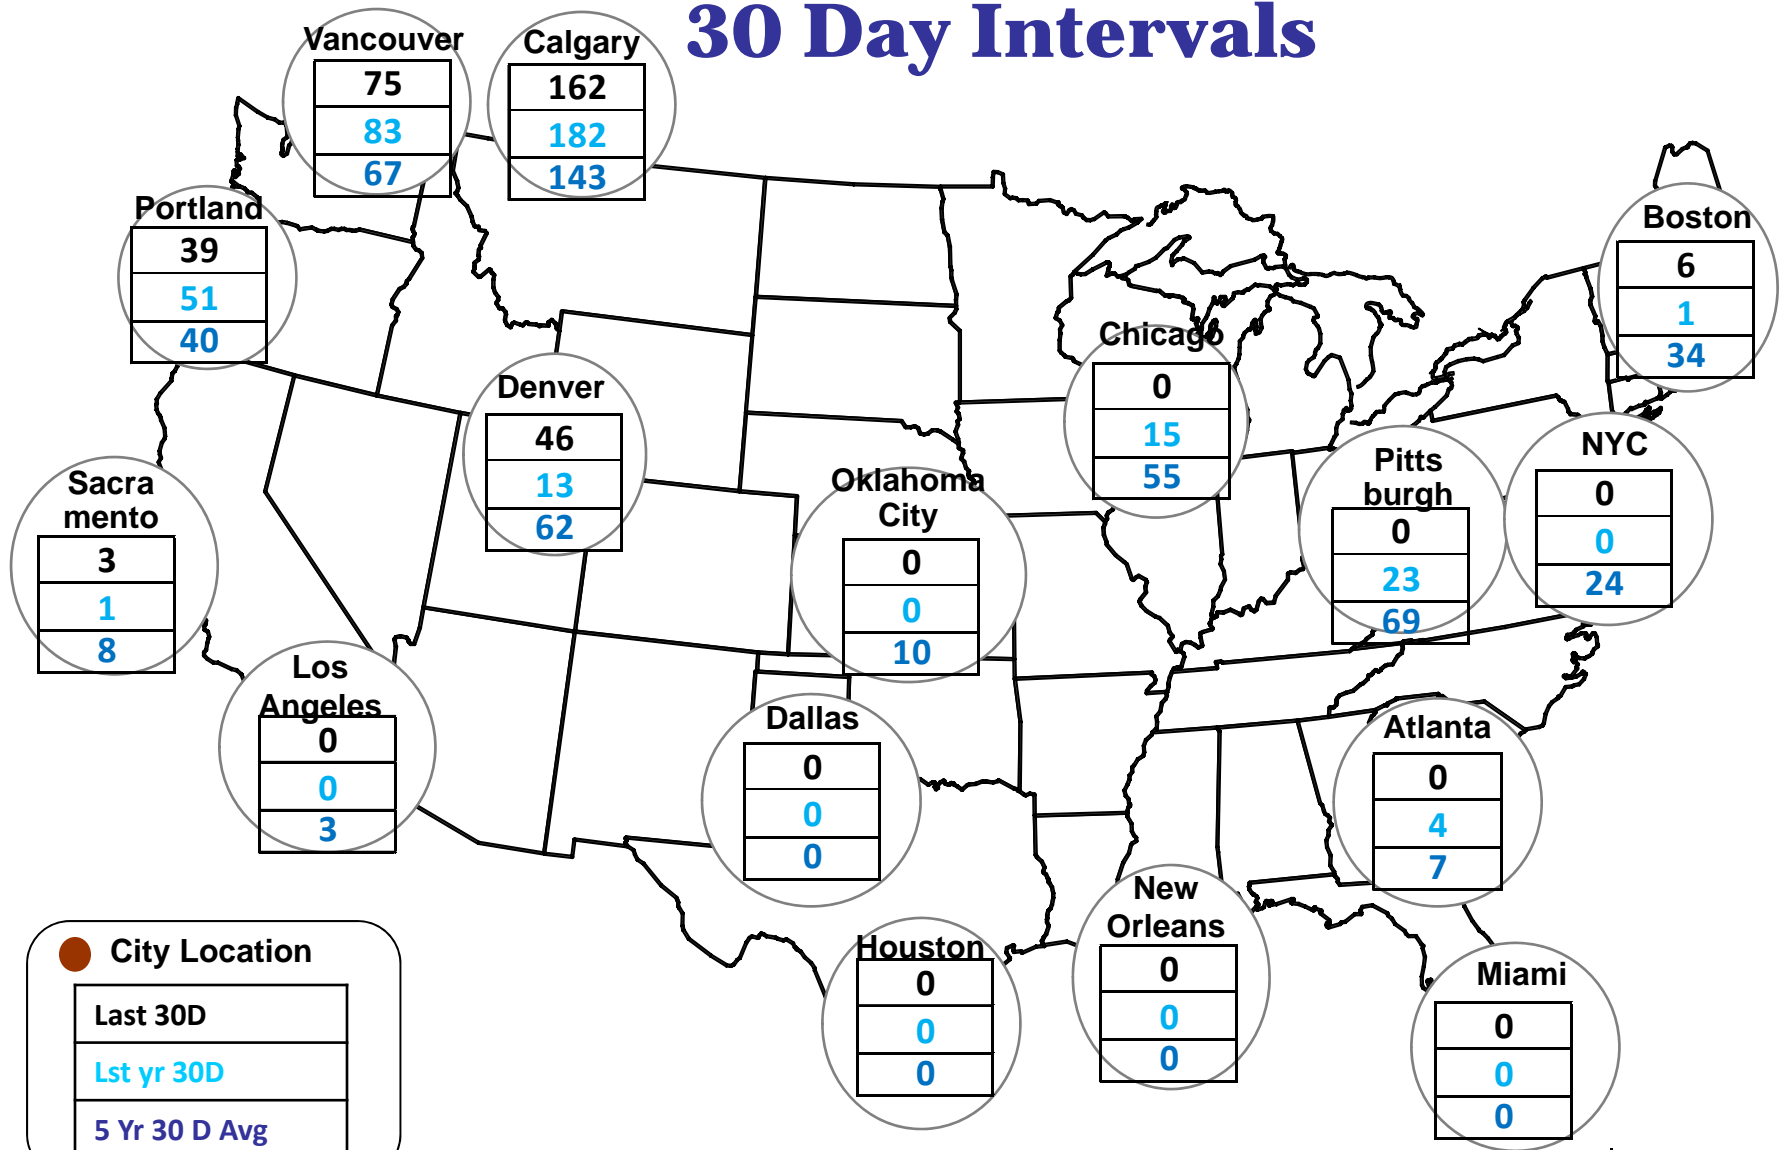 30 Day Intervals
Vancouver
75
83
67
Calgary
162
182
143
Portland
39
51
40
Boston
6
1
34
Chicago
0
15
55
Denver
46
13
62
NYC
0
0
24
Pitts
burgh
0
23
69
Oklahoma
City
0
0
10
Sacra
mento
3
1
8
Los
Angeles
0
0
3
Dallas
0
0
0
Atlanta
0
4
7
New
Orleans
0
0
0
Houston
0
0
0
Miami
0
0
0
City Location
Last 30D
Lst yr 30D
5 Yr 30 D Avg